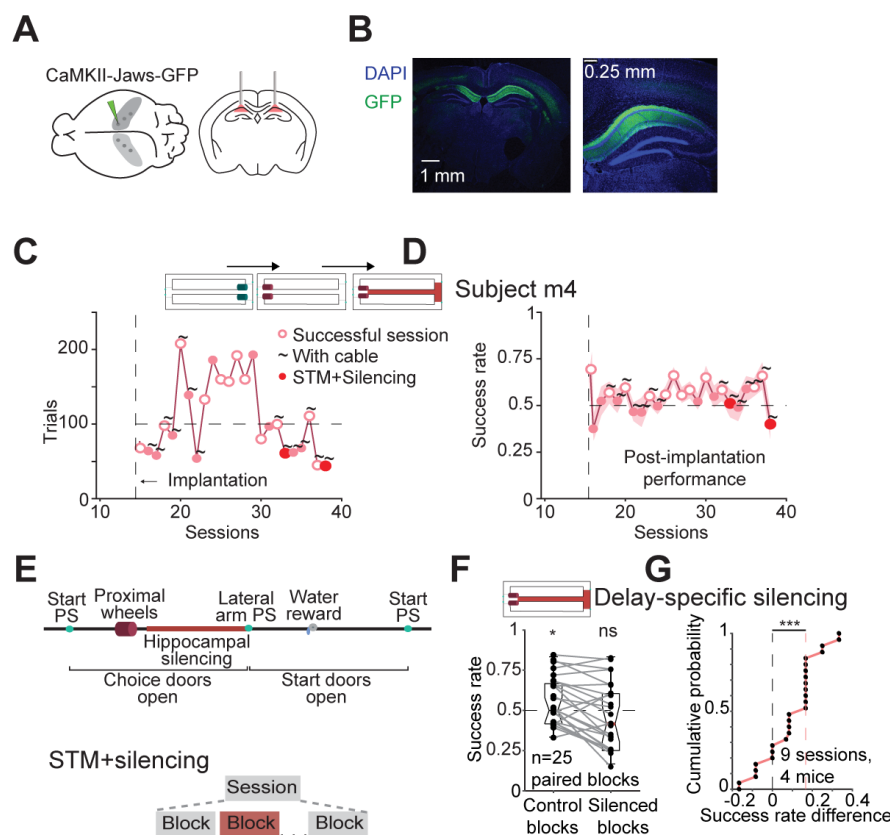 A
B
CaMKII-Jaws-GFP
DAPI
GFP
1 mm
0.25 mm
C
D
Subject m4
Successful session
~ With cable
STM+Silencing
200
100
0
Trials
Implantation
10 20 30 40
Sessions
1
0.75
0.5
0.25
0
Success rate
Post-implantation
performance
10 20 30 40
Sessions
E
Start
PS
Proximal
wheels
Lateral
arm PS
Water
reward
Start
PS
Hippocampal
silencing
Choice doors
open
Start doors
open
STM+silencing
Session
Block Block . . . Block
F
G
Delay-specific silencing
* ns
1
0.75
0.5
0.25
0
Success rate
n=25
paired blocks
Control
blocks
Silenced
blocks
***
1
0.5
0
Cumulative probability
9 sessions,
4 mice
-0.2 0 0.2 0.4
Success rate difference